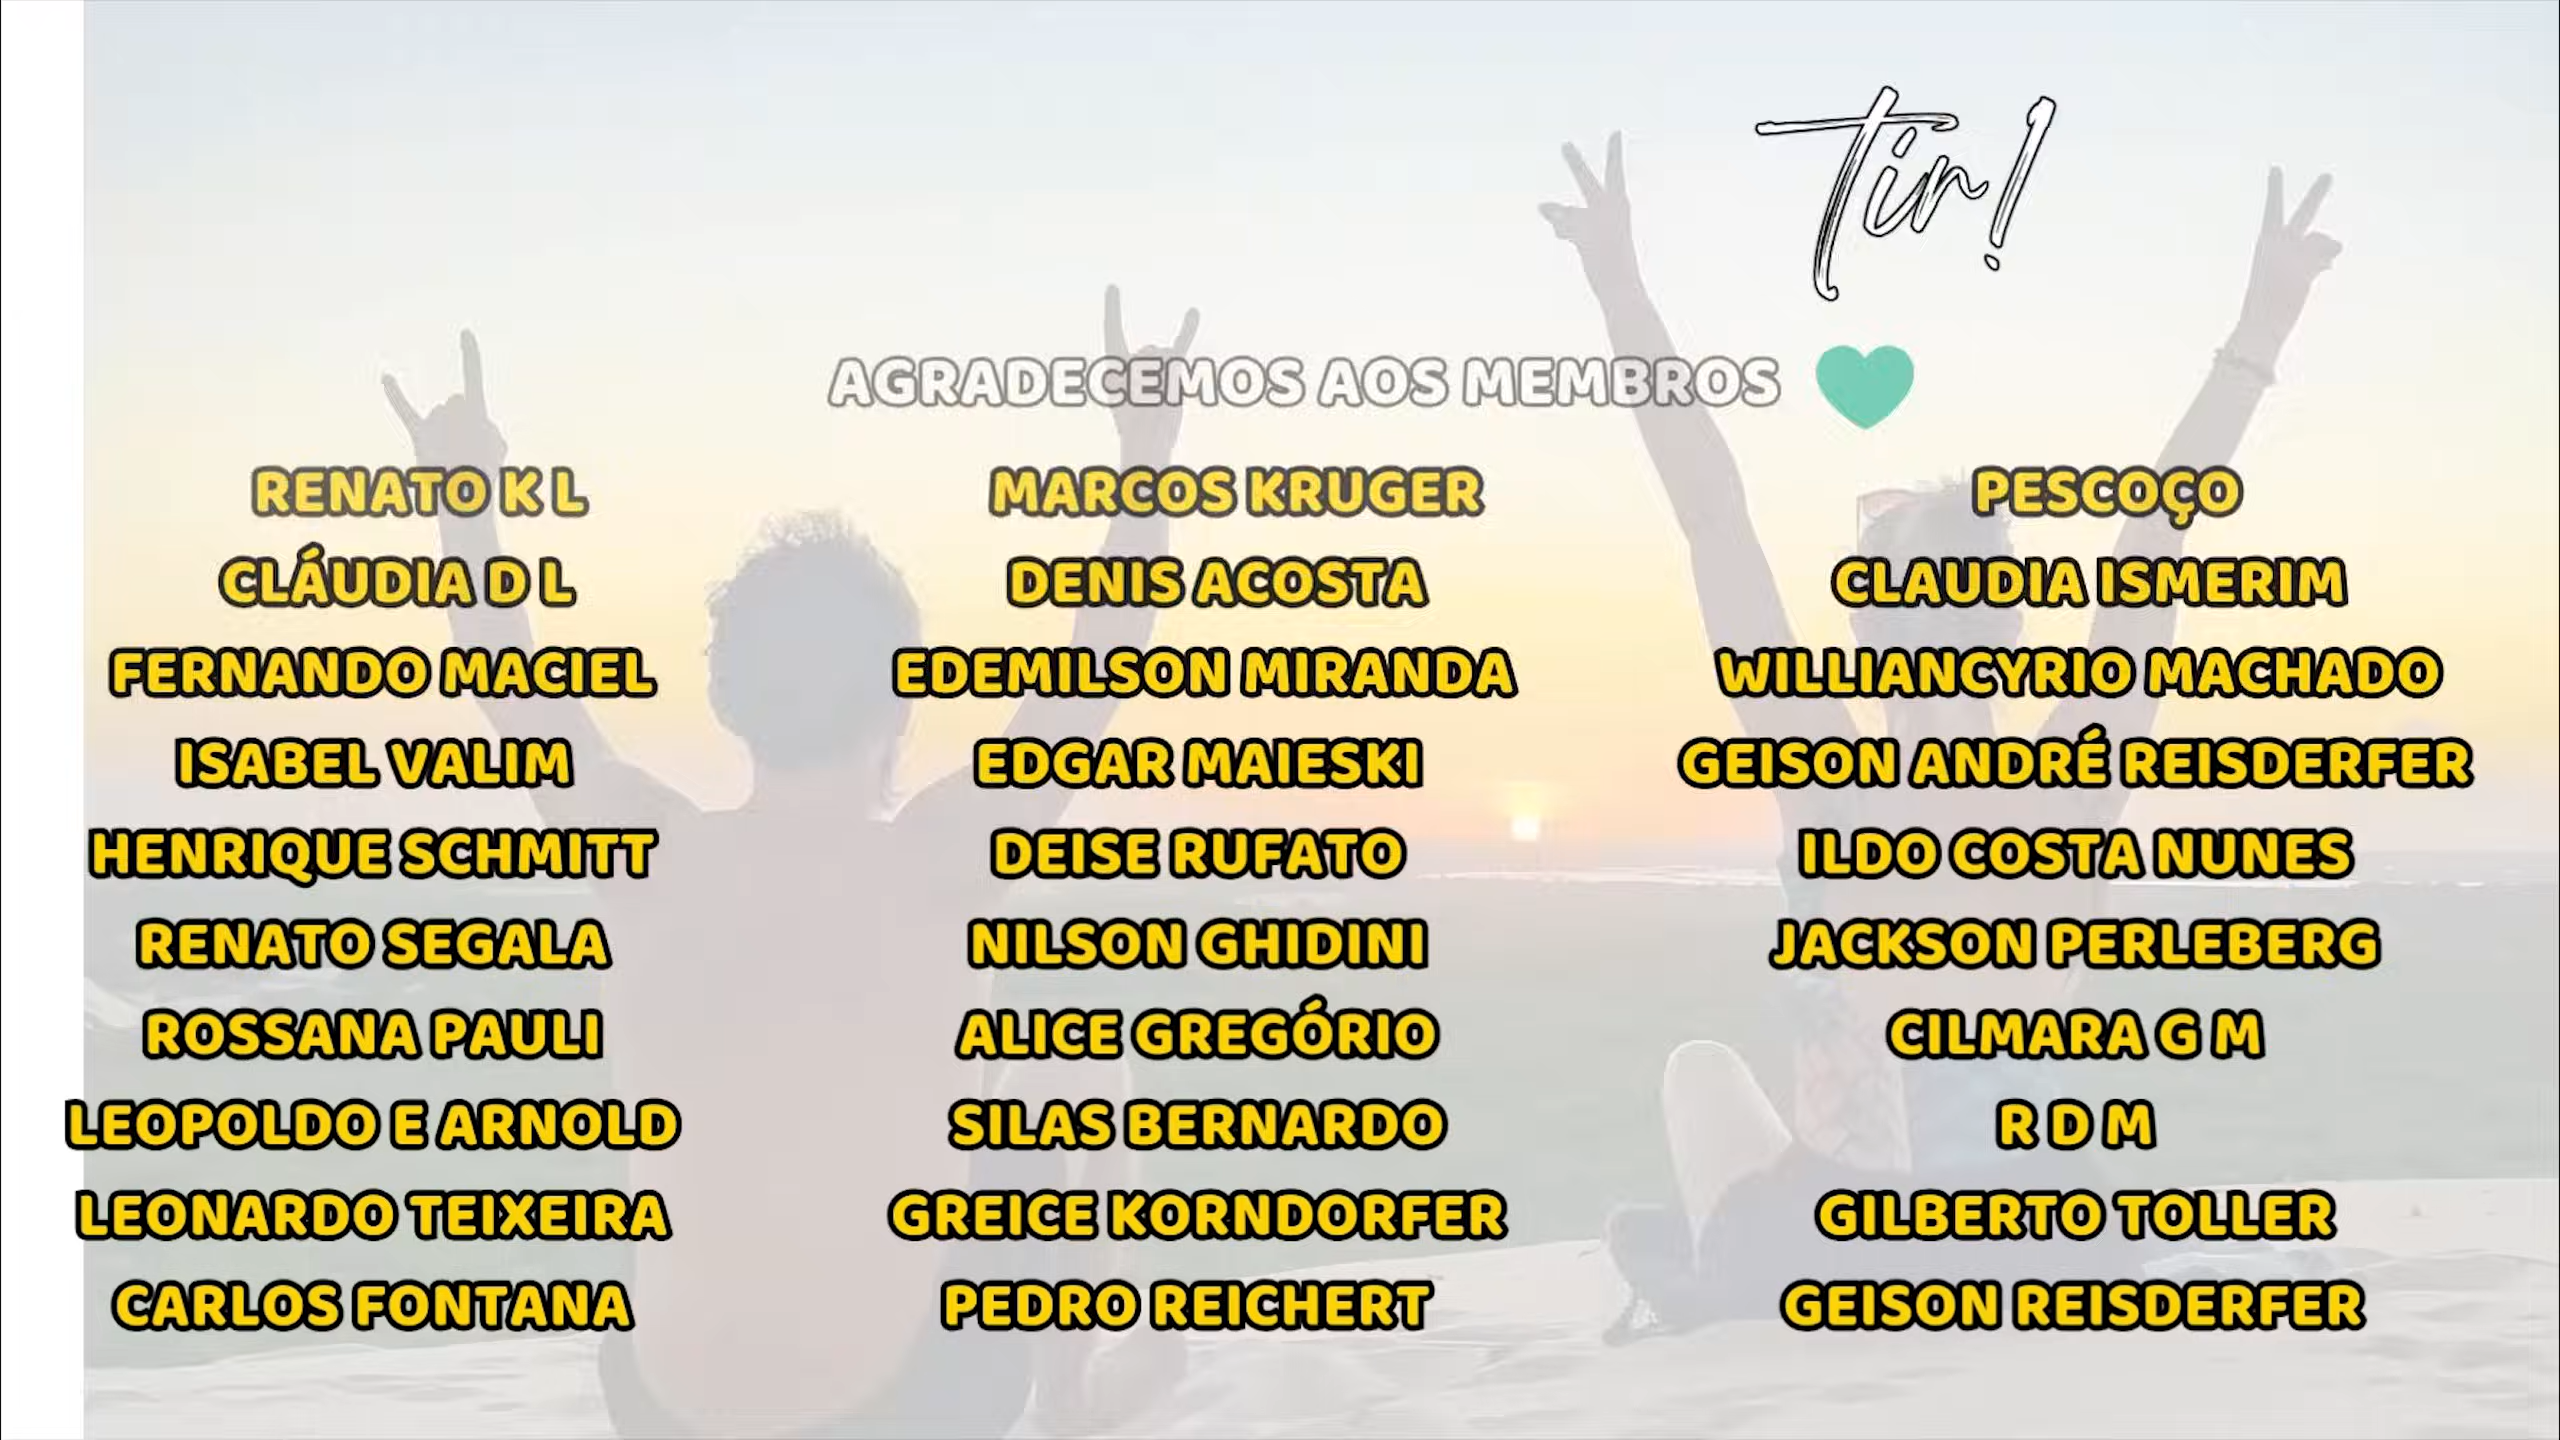 Tir!
AGRADECEMOS AOS MEMBROS
RENATO K L
CLÁUDIA D L
FERNANDO MACIEL
ISABEL VALIM
HENRIQUE SCHMITT
RENATO SEGALA
ROSSANA PAULI
LEOPOLDO E ARNOLD
LEONARDO TEIXEIRA
CARLOS FONTANA
MARCOS KRUGER
DENIS ACOSTA
EDEMILSON MIRANDA
EDGAR MAIESKI
DEISE RUFATO
NILSON GHIDINI
ALICE GREGÓRIO
SILAS BERNARDO
GREICE KORNDORFER
PEDRO REICHERT
PESCOÇO
CLAUDIA ISMERIM
WILLIANCYRIO MACHADO
GEISON ANDRÉ REISDERFER
ILDO COSTA NUNES
JACKSON PERLEBERG
CILMARA G M
R D M
GILBERTO TOLLER
GEISON REISDERFER